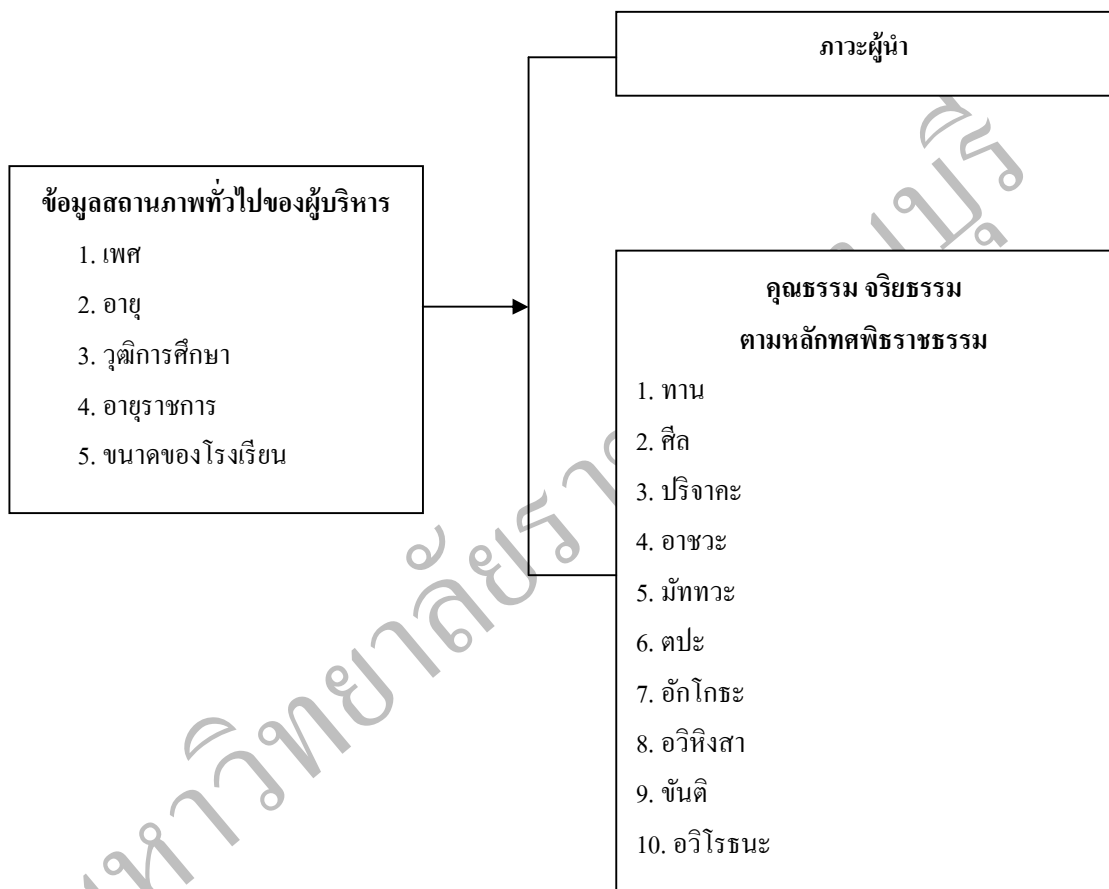 ภาวะผู้นำ
ข้อมูลสถานภาพทั่วไปของผู้บริหาร
1. เพศ
2. อายุ
3. วุฒิการศึกษา
4. อายุราชการ
5. ขนาดของโรงเรียน
คุณธรรม จริยธรรม
ตามหลักทศพิธราชธรรม
1. ทาน
2. ศีล
3. ปริจาคะ
4. อาชวะ
5. มัททวะ
6. ตปะ
7. อักโกธะ
8. อวิหิงสา
9. ขันติ
10. อวิโรธนะ